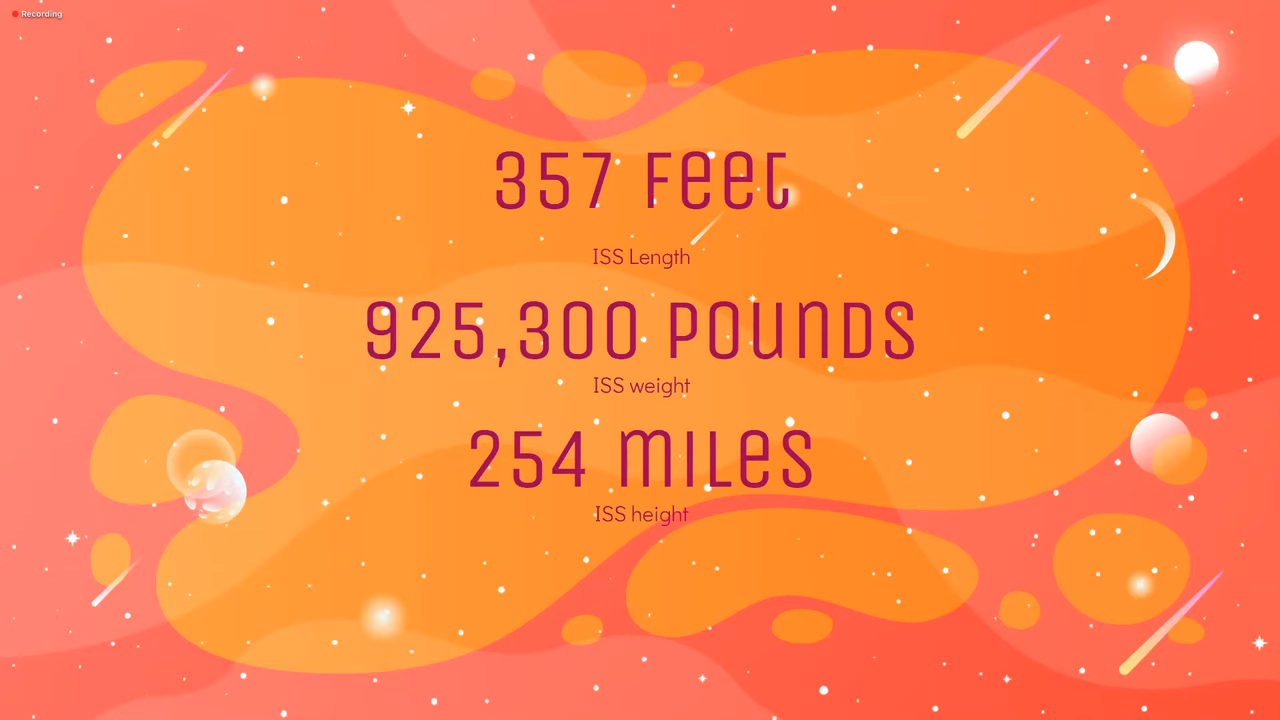 Recording
357 Feet
ISS Length
925,300 Pounds
ISS weight
254 Miles
ISS height